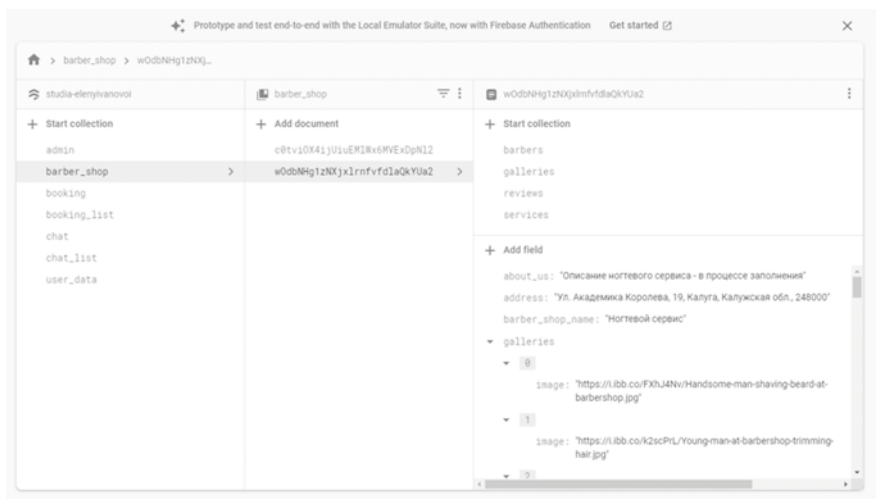 Prototype and test end-to-end with the Local Emulator Suite, now with Firebase Authentication Get started
barber_shop > wOdbNHg1zNXj...
studia-elenyivanovoi
Start collection
admin
barber_shop
booking
booking_list
chat
chat_list
user_data
barber_shop
Add document
c0tviOX4ijUiuEMlWx6MVExDpNl2
wOdbNHg1zNXjxlrnfvfdlaQkYUa2
wOdbNHg1zNXjxlrnfvfdlaQkYUa2
Start collection
barbers
galleries
reviews
services
Add field
about_us: "Описание ногтевого сервиса - в процессе заполнения"
address: "Ул. Академика Королева, 19, Калуга, Калужская обл., 248000"
barber_shop_name: "Ногтевой сервис"
galleries
0
image: "https://i.ibb.co/FXhJ4Nv/Handsome-man-shaving-beard-at-
barbershop.jpg"
1
image: "https://i.ibb.co/k2scPrL/Young-man-at-barbershop-trimming-
hair.jpg"
2